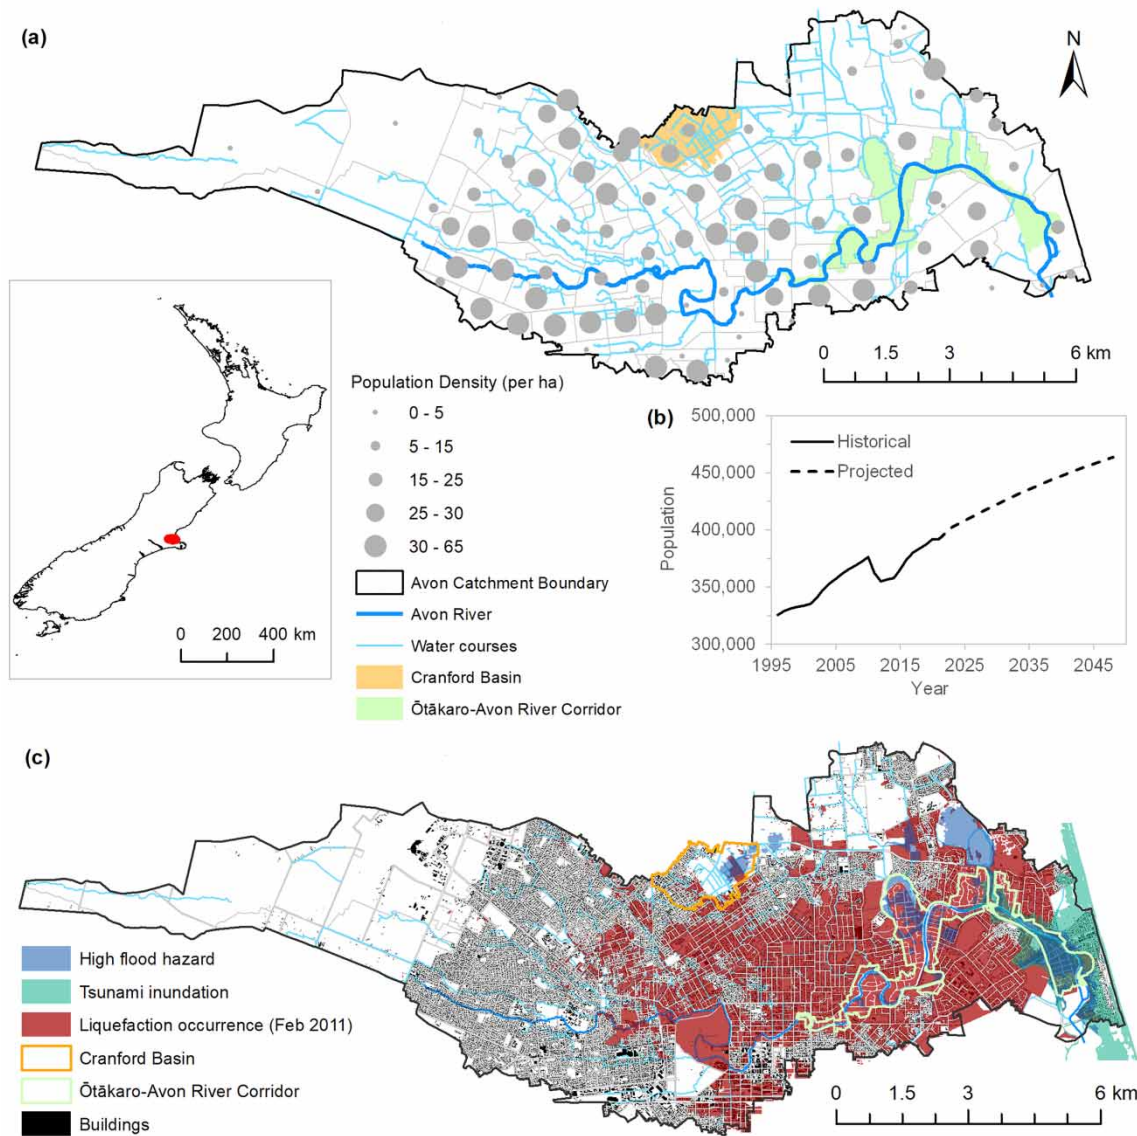 (a)
N
0 1.5 3 6 km
Population Density (per ha)
0 - 5
5 - 15
15 - 25
25 - 30
30 - 65
Avon Catchment Boundary
Avon River
Water courses
Cranford Basin
Ōtākaro-Avon River Corridor
0 200 400 km
(b)
500,000
450,000
400,000
350,000
300,000
Population
Historical
Projected
1995 2005 2015 2025 2035 2045
Year
(c)
High flood hazard
Tsunami inundation
Liquefaction occurrence (Feb 2011)
Cranford Basin
Ōtākaro-Avon River Corridor
Buildings
0 1.5 3 6 km